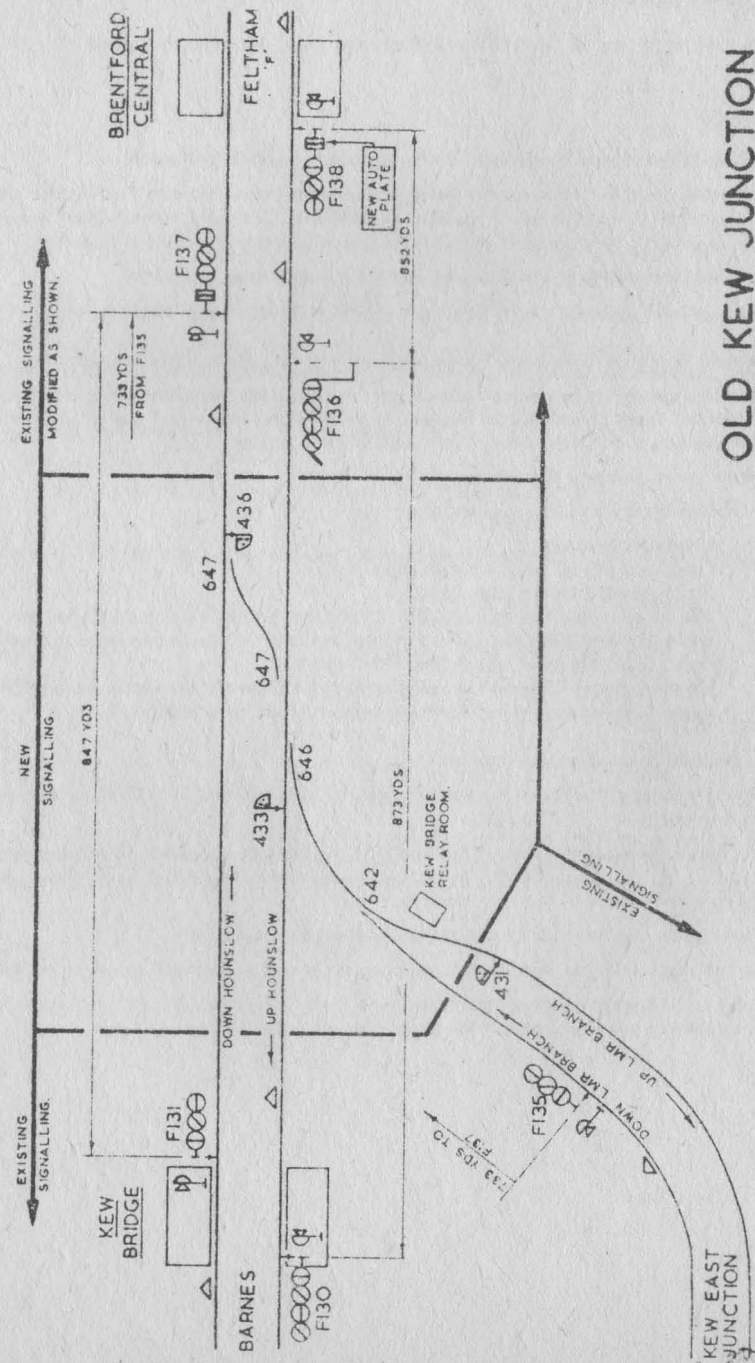 EXISTING
SIGNALLING.
NEW
SIGNALLING.
EXISTING SIGNALLING
MODIFIED AS SHOWN.
847 YDS
733 YDS
FROM F135
KEW
BRIDGE
F131
F137
BRENTFORD
CENTRAL
647
436
BARNES
DOWN HOUNSLOW
UP HOUNSLOW
647
FELTHAM
'F'
433
646
F130
F136
F138
NEW AUTO
PLATE
852 YDS
873 YDS
642
KEW BRIDGE
RELAY ROOM.
431
F135
733 YDS TO
F137
DOWN LMR BRANCH
UP LMR BRANCH
EXISTING
SIGNALLING
KEW EAST
JUNCTION
OLD KEW JUNCTION